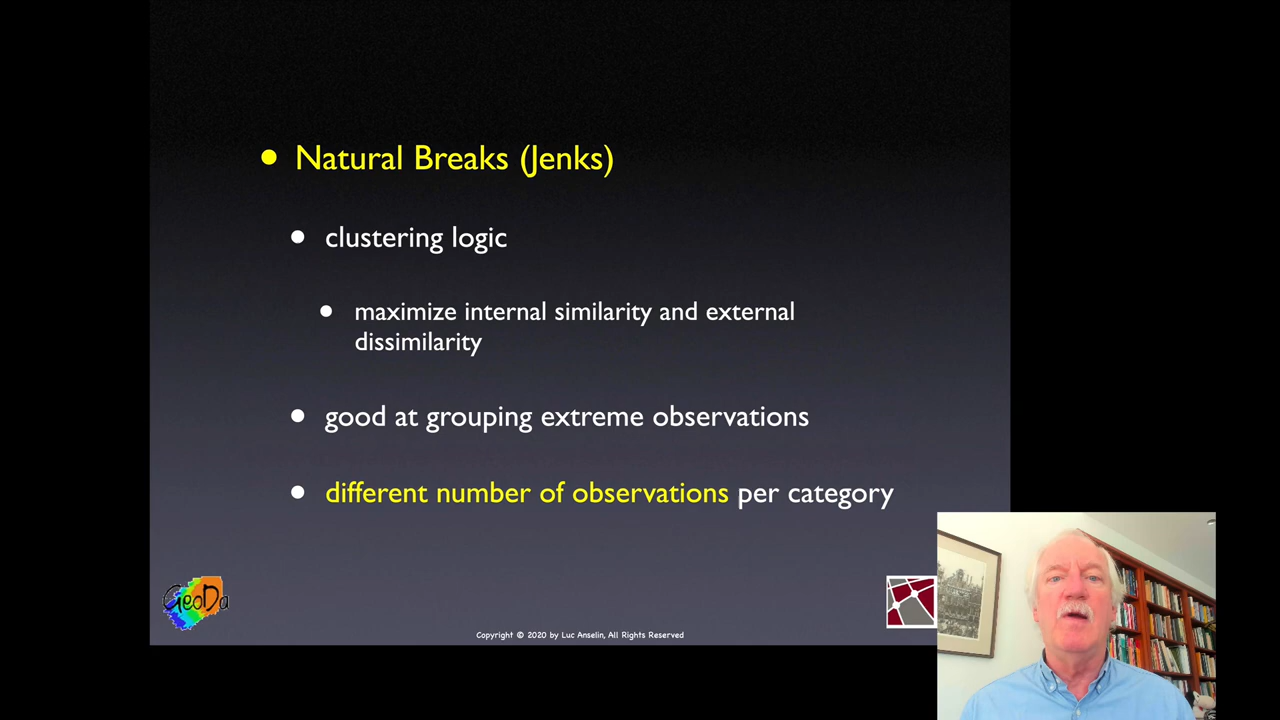 Natural Breaks (Jenks)
clustering logic
maximize internal similarity and external
dissimilarity
good at grouping extreme observations
different number of observations per category
GeoDa
Copyright © 2020 by Luc Anselin, All Rights Reserved